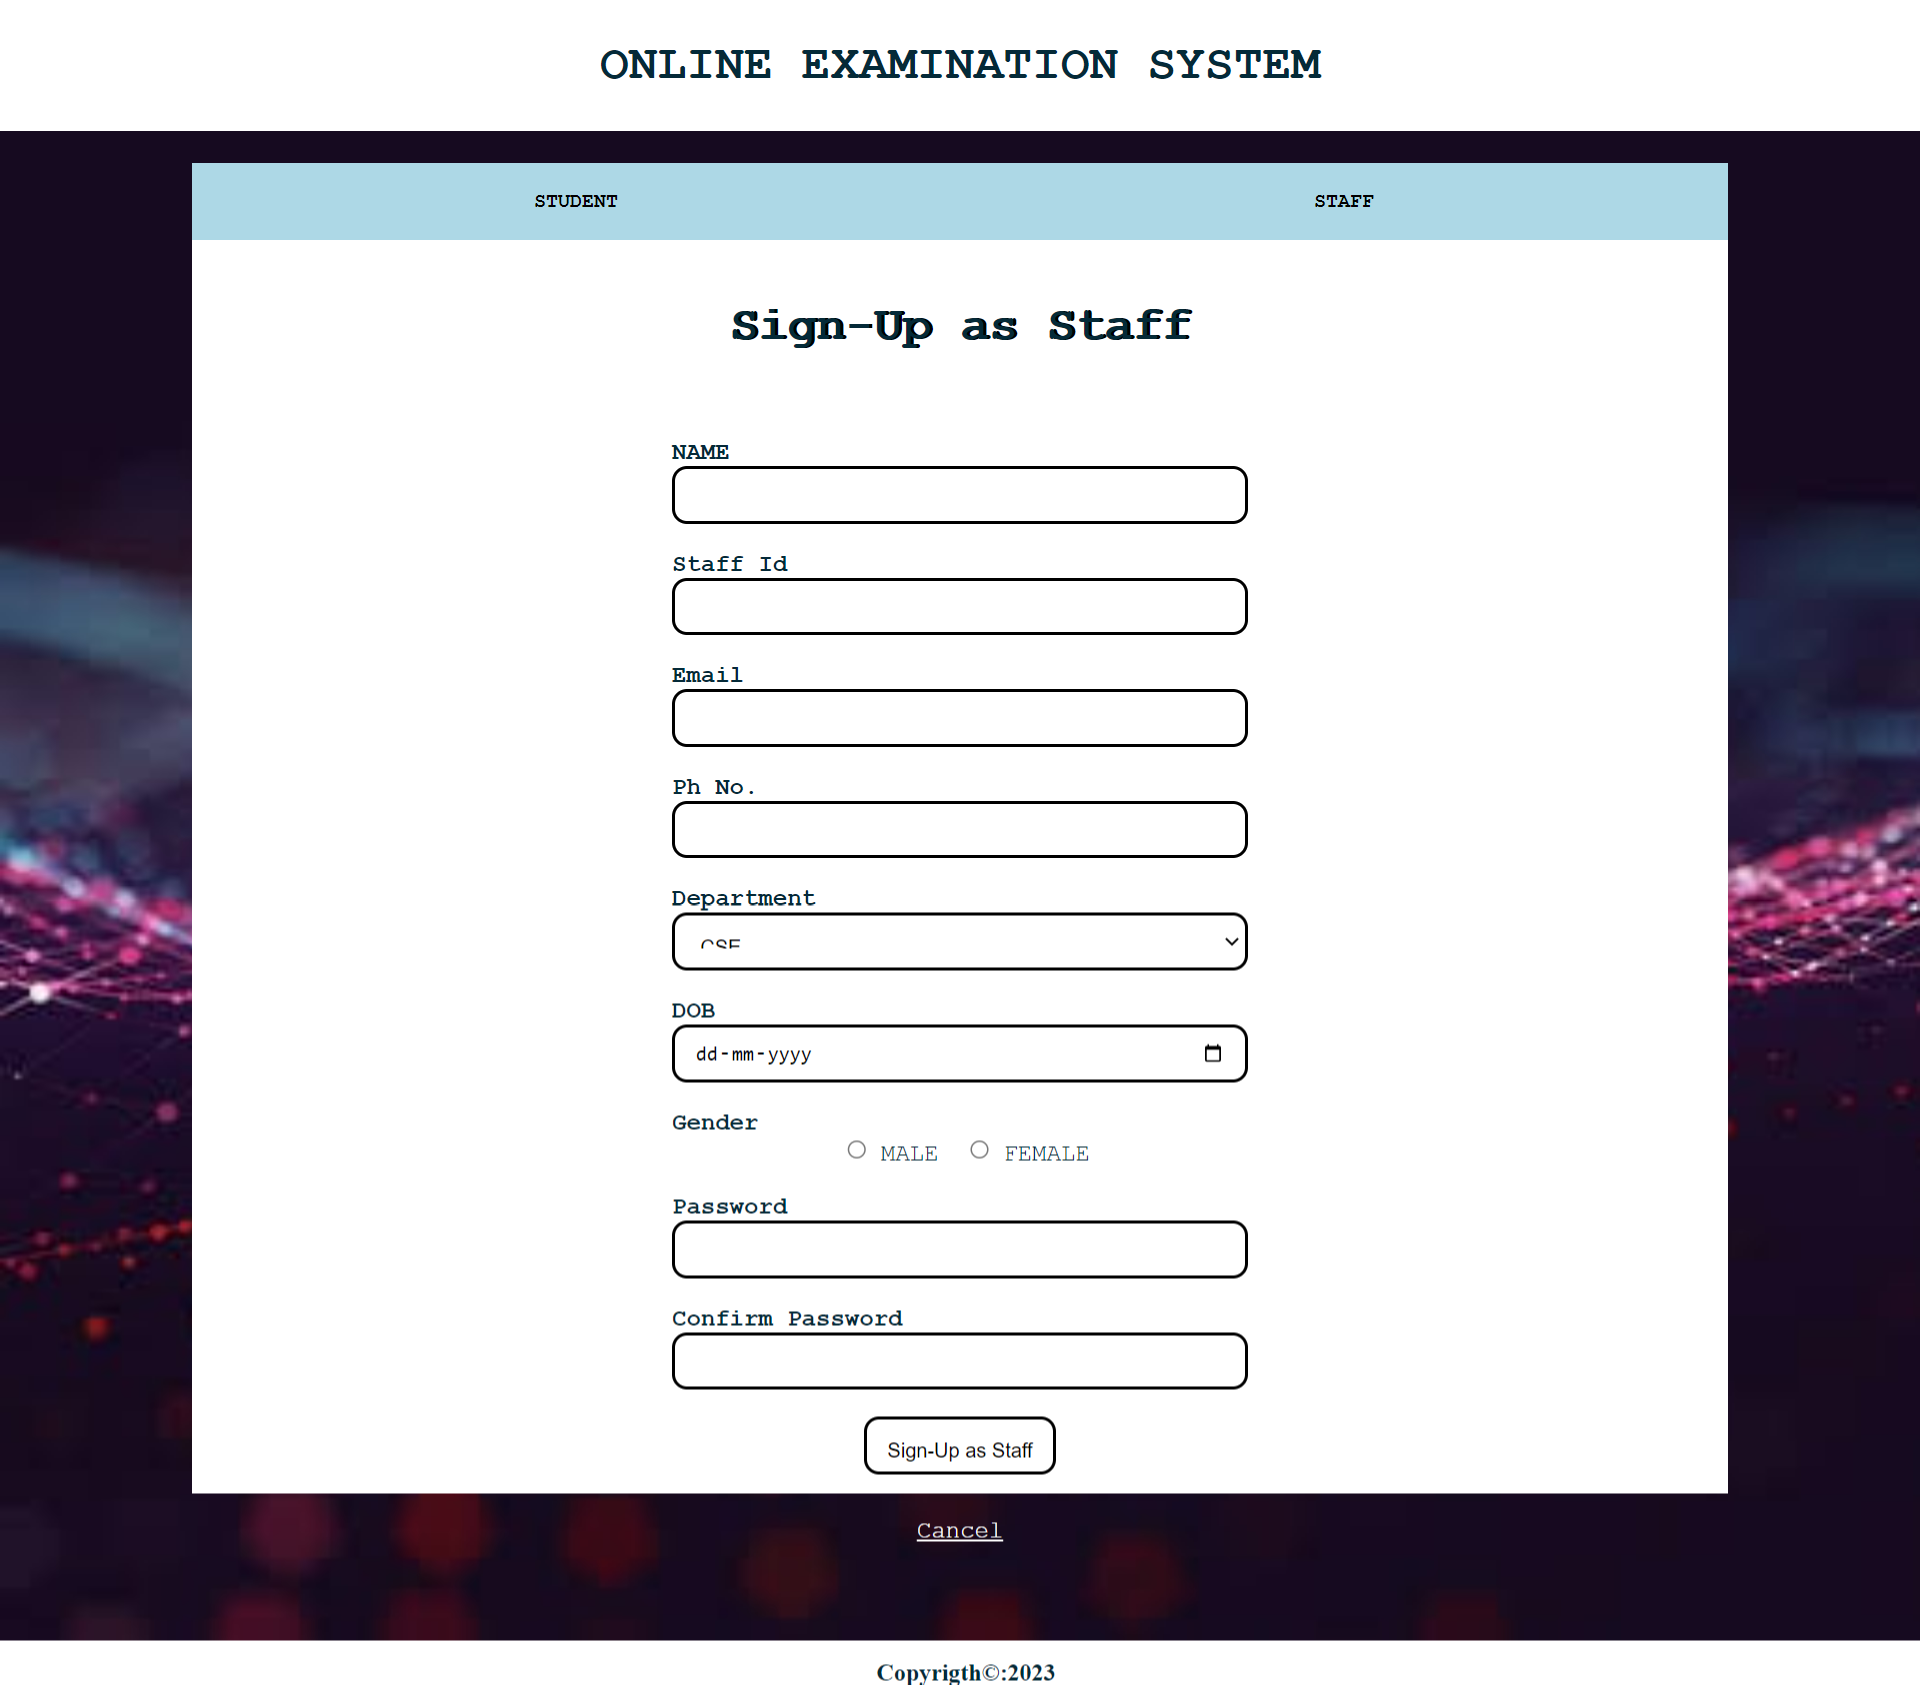 ONLINE EXAMINATION SYSTEM
STUDENT STAFF
Sign-Up as Staff
NAME
Staff Id
Email
Ph No.
Department
CSE
DOB
dd-mm-yyyy
Gender
MALE FEMALE
Password
Confirm Password
Sign-Up as Staff
Cancel
Copyrigth©:2023